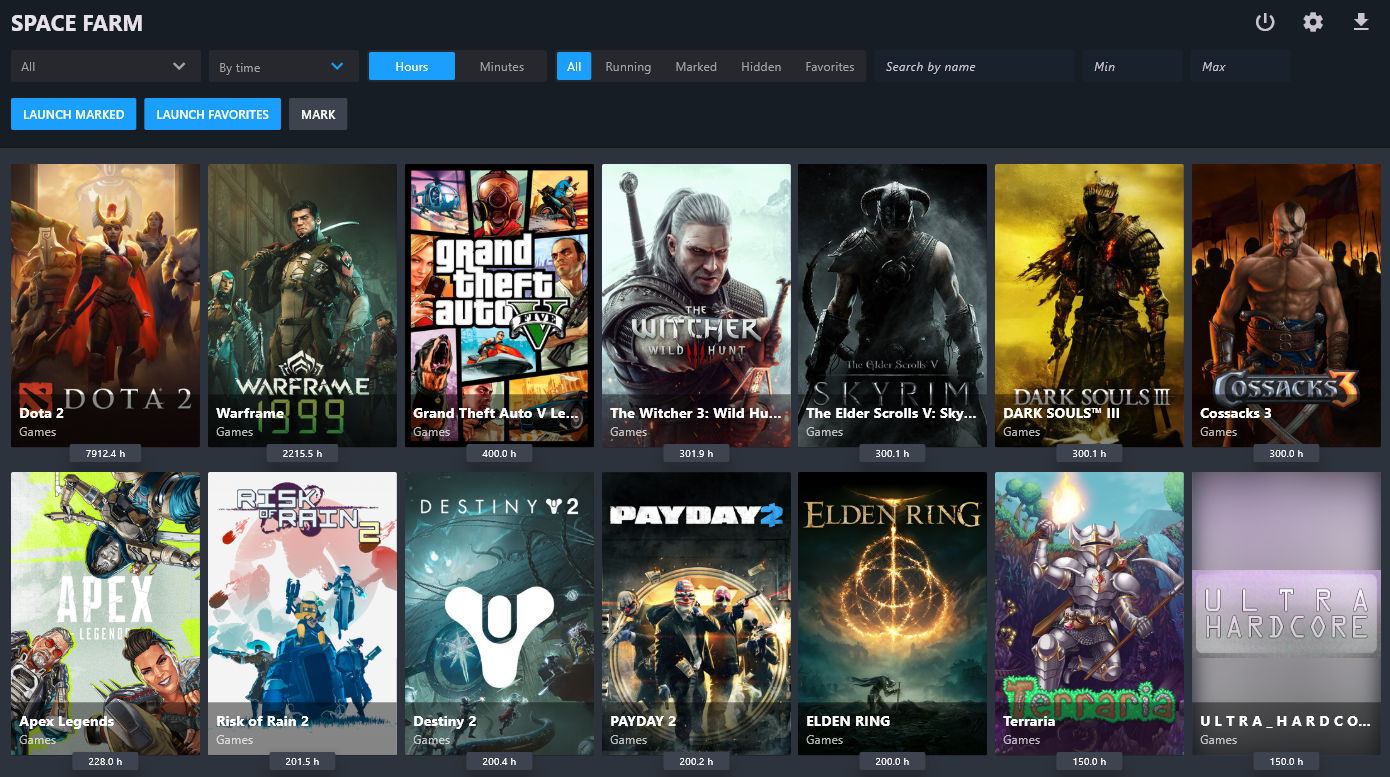 SPACE FARM
All By time Hours Minutes All Running Marked Hidden Favorites Search by name Min Max
LAUNCH MARKED LAUNCH FAVORITES MARK
DOTA 2
Dota 2
Games
7912.4 h
WARFRAME
1999
Warframe
Games
2215.5 h
grand
theft
auto
FIVE
V
Grand Theft Auto V Le...
Games
400.0 h
THE
WITCHER
WILD HUNT
The Witcher 3: Wild Hu...
Games
301.9 h
The Elder Scrolls V
SKYRIM
The Elder Scrolls V: Sky...
Games
300.1 h
DARK SOULS III
DARK SOULS™ III
Games
300.1 h
COSSACKS 3
Cossacks 3
Games
300.0 h
APEX
LEGENDS
Apex Legends
Games
228.0 h
RISK
OF RAIN 2
Risk of Rain 2
Games
201.5 h
DESTINY 2
Destiny 2
Games
200.4 h
PAYDAY 2
PAYDAY 2
Games
200.2 h
ELDEN RING
ELDEN RING
Games
200.0 h
Terraria
Terraria
Games
150.0 h
ULTRA
HARDCORE
U L T R A _ H A R D C O...
Games
150.0 h